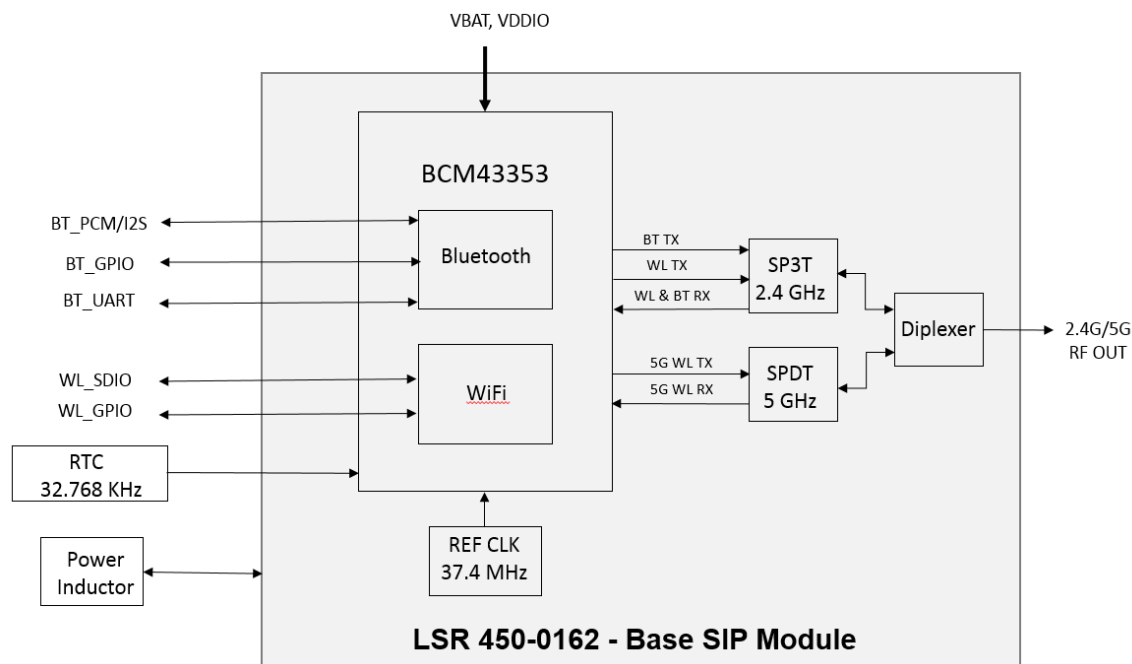 VBAT, VDDIO
BCM43353
BT_PCM/I2S
BT_GPIO
BT_UART
Bluetooth
BT TX
WL TX
WL & BT RX
SP3T
2.4 GHz
Diplexer
2.4G/5G
RF OUT
WL_SDIO
WL_GPIO
WiFi
5G WL TX
5G WL RX
SPDT
5 GHz
RTC
32.768 KHz
REF CLK
37.4 MHz
Power
Inductor
LSR 450-0162 - Base SIP Module